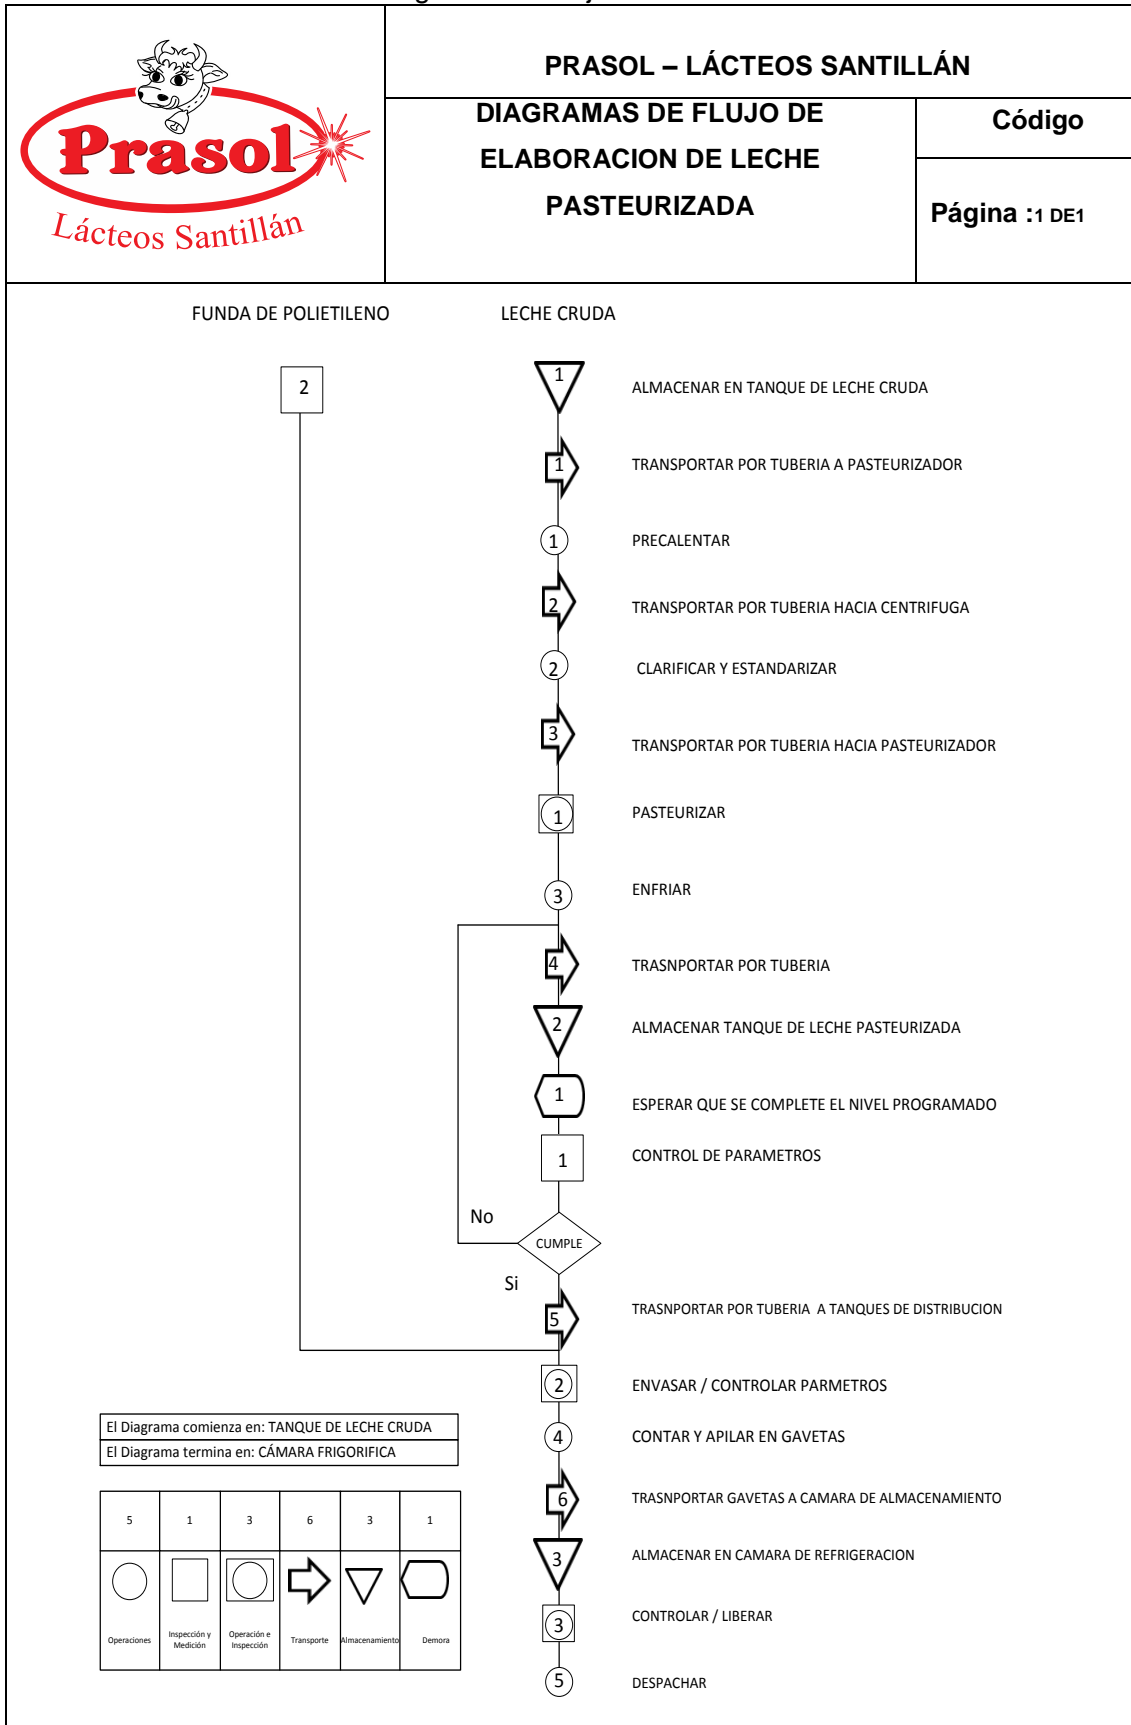 Prasol
Lácteos Santillán
PRASOL – LÁCTEOS SANTILLÁN
DIAGRAMAS DE FLUJO DE
ELABORACION DE LECHE
PASTEURIZADA
Código
Página :1 DE1
FUNDA DE POLIETILENO
LECHE CRUDA
2
1 ALMACENAR EN TANQUE DE LECHE CRUDA
1 TRANSPORTAR POR TUBERIA A PASTEURIZADOR
1 PRECALENTAR
2 TRANSPORTAR POR TUBERIA HACIA CENTRIFUGA
2 CLARIFICAR Y ESTANDARIZAR
3 TRANSPORTAR POR TUBERIA HACIA PASTEURIZADOR
1 PASTEURIZAR
3 ENFRIAR
4 TRASNPORTAR POR TUBERIA
2 ALMACENAR TANQUE DE LECHE PASTEURIZADA
1 ESPERAR QUE SE COMPLETE EL NIVEL PROGRAMADO
1 CONTROL DE PARAMETROS
No
CUMPLE
Si
5 TRASNPORTAR POR TUBERIA A TANQUES DE DISTRIBUCION
2 ENVASAR / CONTROLAR PARMETROS
4 CONTAR Y APILAR EN GAVETAS
6 TRASNPORTAR GAVETAS A CAMARA DE ALMACENAMIENTO
3 ALMACENAR EN CAMARA DE REFRIGERACION
3 CONTROLAR / LIBERAR
5 DESPACHAR
El Diagrama comienza en: TANQUE DE LECHE CRUDA
El Diagrama termina en: CÁMARA FRIGORIFICA
5 1 3 6 3 1
Operaciones
Inspección y
Medición
Operación e
Inspección
Transporte
Almacenamiento
Demora